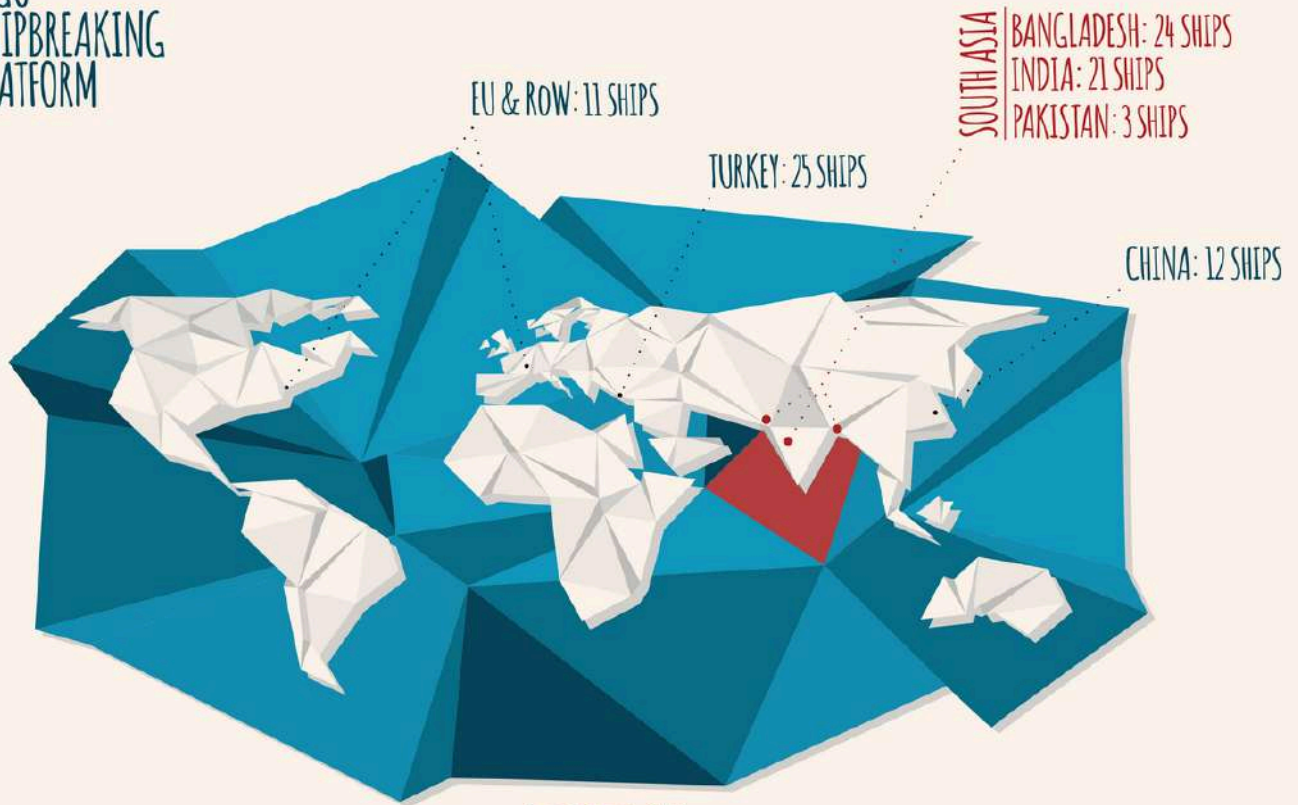 IPBREAKING
ATFORM
EU & ROW: 11 SHIPS
TURKEY: 25 SHIPS
SOUTH ASIA
BANGLADESH: 24 SHIPS
INDIA: 21 SHIPS
PAKISTAN: 3 SHIPS
CHINA: 12 SHIPS